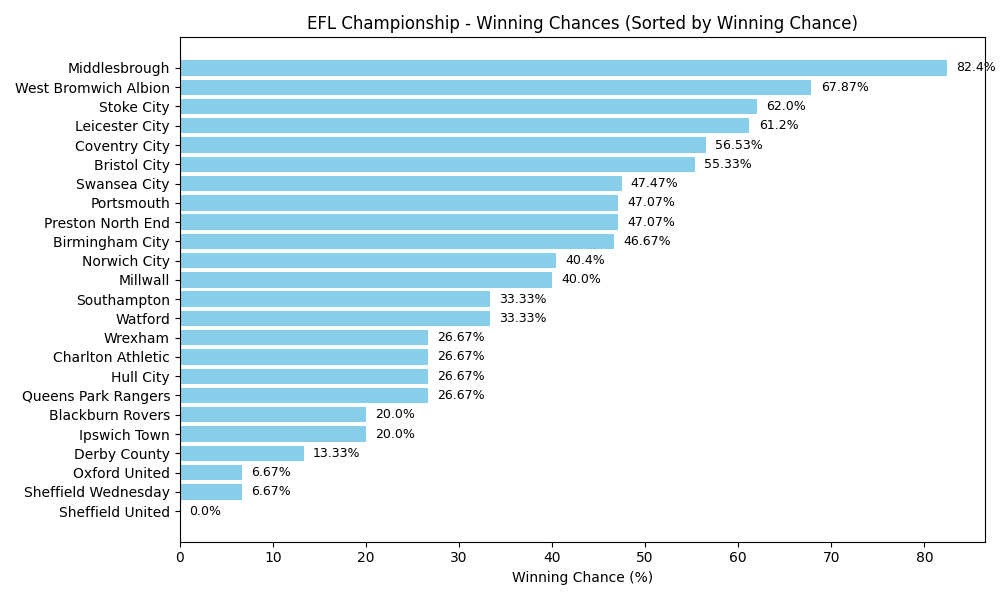 EFL Championship - Winning Chances (Sorted by Winning Chance)
Middlesbrough 82.4%
West Bromwich Albion 67.87%
Stoke City 62.0%
Leicester City 61.2%
Coventry City 56.53%
Bristol City 55.33%
Swansea City 47.47%
Portsmouth 47.07%
Preston North End 47.07%
Birmingham City 46.67%
Norwich City 40.4%
Millwall 40.0%
Southampton 33.33%
Watford 33.33%
Wrexham 26.67%
Charlton Athletic 26.67%
Hull City 26.67%
Queens Park Rangers 26.67%
Blackburn Rovers 20.0%
Ipswich Town 20.0%
Derby County 13.33%
Oxford United 6.67%
Sheffield Wednesday 6.67%
Sheffield United 0.0%
0 10 20 30 40 50 60 70 80
Winning Chance (%)